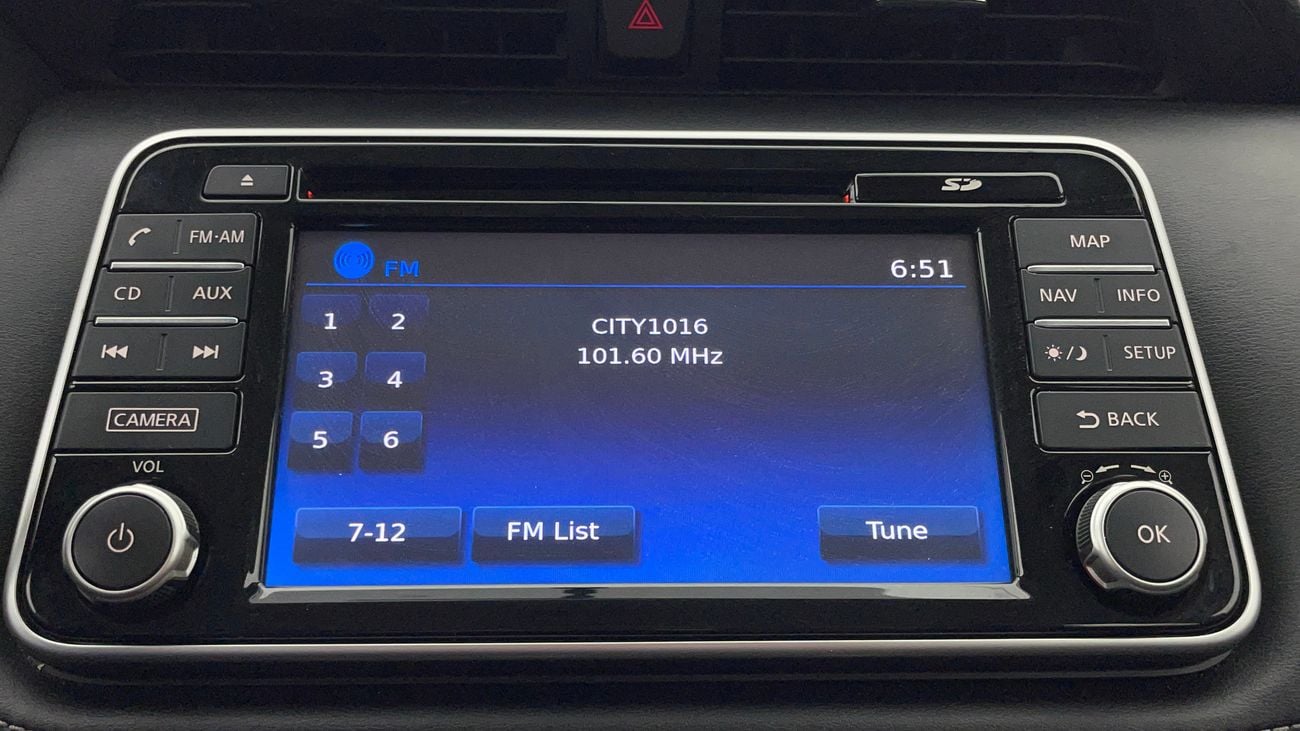 SD
FM·AM
CD AUX
CAMERA
VOL
FM 6:51
1 2
3 4
5 6
CITY1016
101.60 MHz
7-12 FM List Tune
MAP
NAV INFO
SETUP
BACK
OK